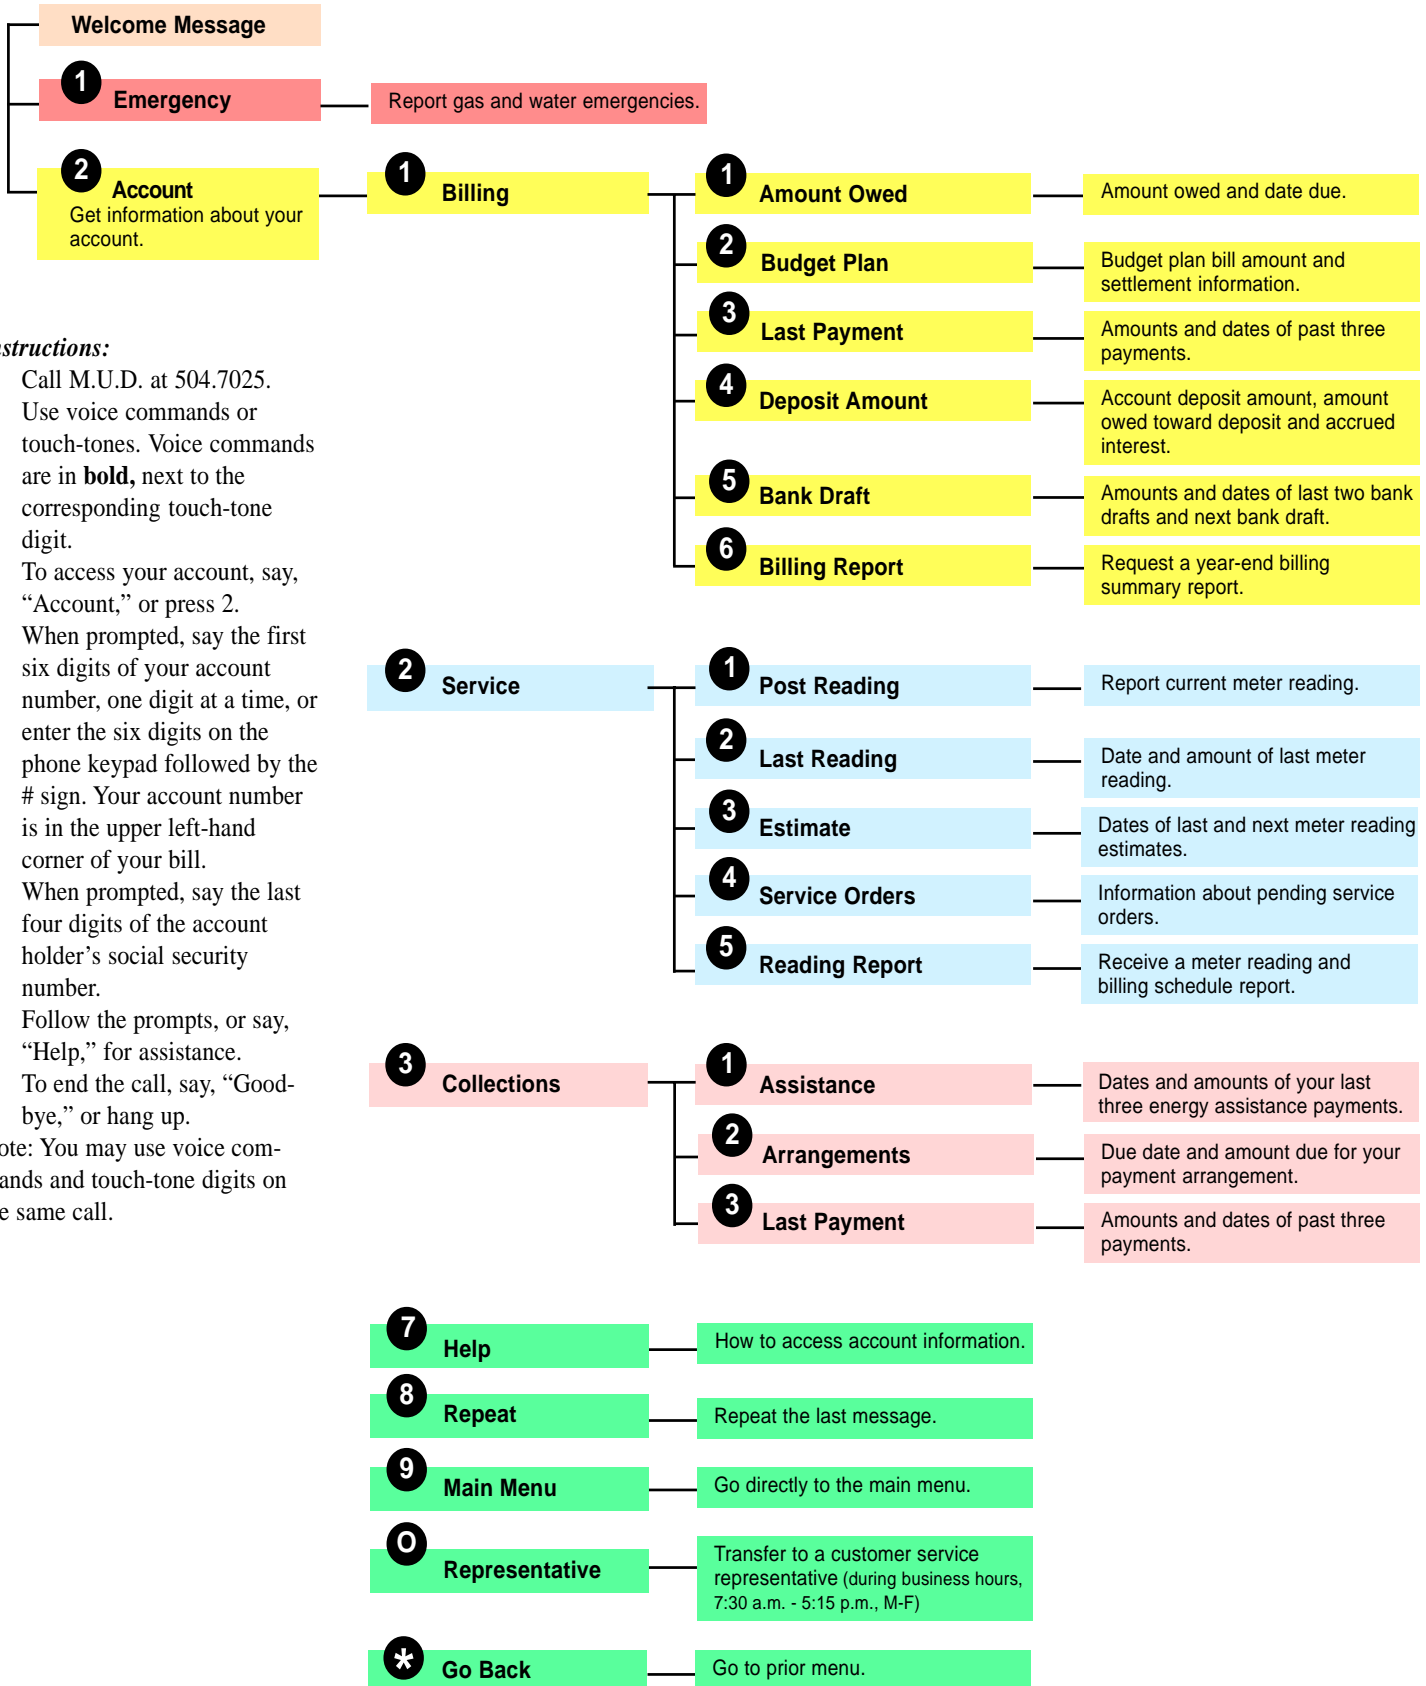 Welcome Message
1
Emergency
Report gas and water emergencies.
2
Account
Get information about your
account.
1
Billing
1
Amount Owed
Amount owed and date due.
2
Budget Plan
Budget plan bill amount and
settlement information.
3
Last Payment
Amounts and dates of past three
payments.
4
Deposit Amount
Account deposit amount, amount
owed toward deposit and accrued
interest.
5
Bank Draft
Amounts and dates of last two bank
drafts and next bank draft.
6
Billing Report
Request a year-end billing
summary report.
nstructions:
Call M.U.D. at 504.7025.
Use voice commands or
touch-tones. Voice commands
are in bold, next to the
corresponding touch-tone
digit.
To access your account, say,
“Account,” or press 2.
When prompted, say the first
six digits of your account
number, one digit at a time, or
enter the six digits on the
phone keypad followed by the
# sign. Your account number
is in the upper left-hand
corner of your bill.
When prompted, say the last
four digits of the account
holder’s social security
number.
Follow the prompts, or say,
“Help,” for assistance.
To end the call, say, “Good-
bye,” or hang up.
ote: You may use voice com-
ands and touch-tone digits on
e same call.
2
Service
1
Post Reading
Report current meter reading.
2
Last Reading
Date and amount of last meter
reading.
3
Estimate
Dates of last and next meter reading
estimates.
4
Service Orders
Information about pending service
orders.
5
Reading Report
Receive a meter reading and
billing schedule report.
3
Collections
1
Assistance
Dates and amounts of your last
three energy assistance payments.
2
Arrangements
Due date and amount due for your
payment arrangement.
3
Last Payment
Amounts and dates of past three
payments.
7
Help
How to access account information.
8
Repeat
Repeat the last message.
9
Main Menu
Go directly to the main menu.
O
Representative
Transfer to a customer service
representative (during business hours,
7:30 a.m. - 5:15 p.m., M-F)
*
Go Back
Go to prior menu.